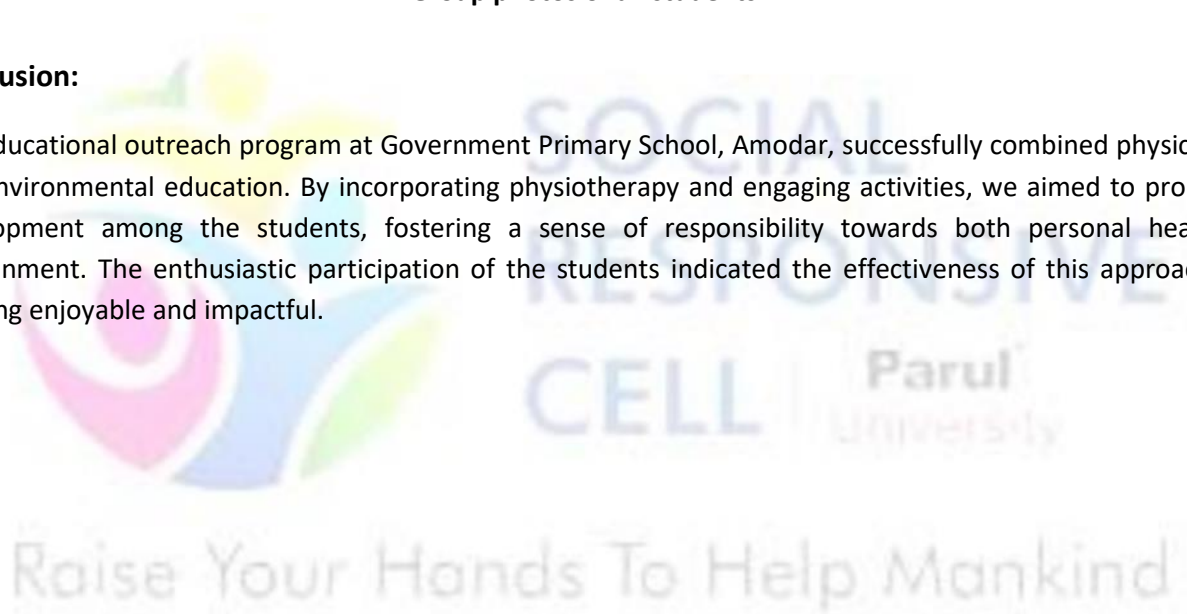 usion:
ducational outreach program at Government Primary School, Amodar, successfully combined physic
nvironmental education. By incorporating physiotherapy and engaging activities, we aimed to pro
opment among the students, fostering a sense of responsibility towards both personal hea
nment. The enthusiastic participation of the students indicated the effectiveness of this approac
ng enjoyable and impactful.
SOCIAL
RESPONSIVE
CELL
Parul
University
Raise Your Hands To Help Mankind